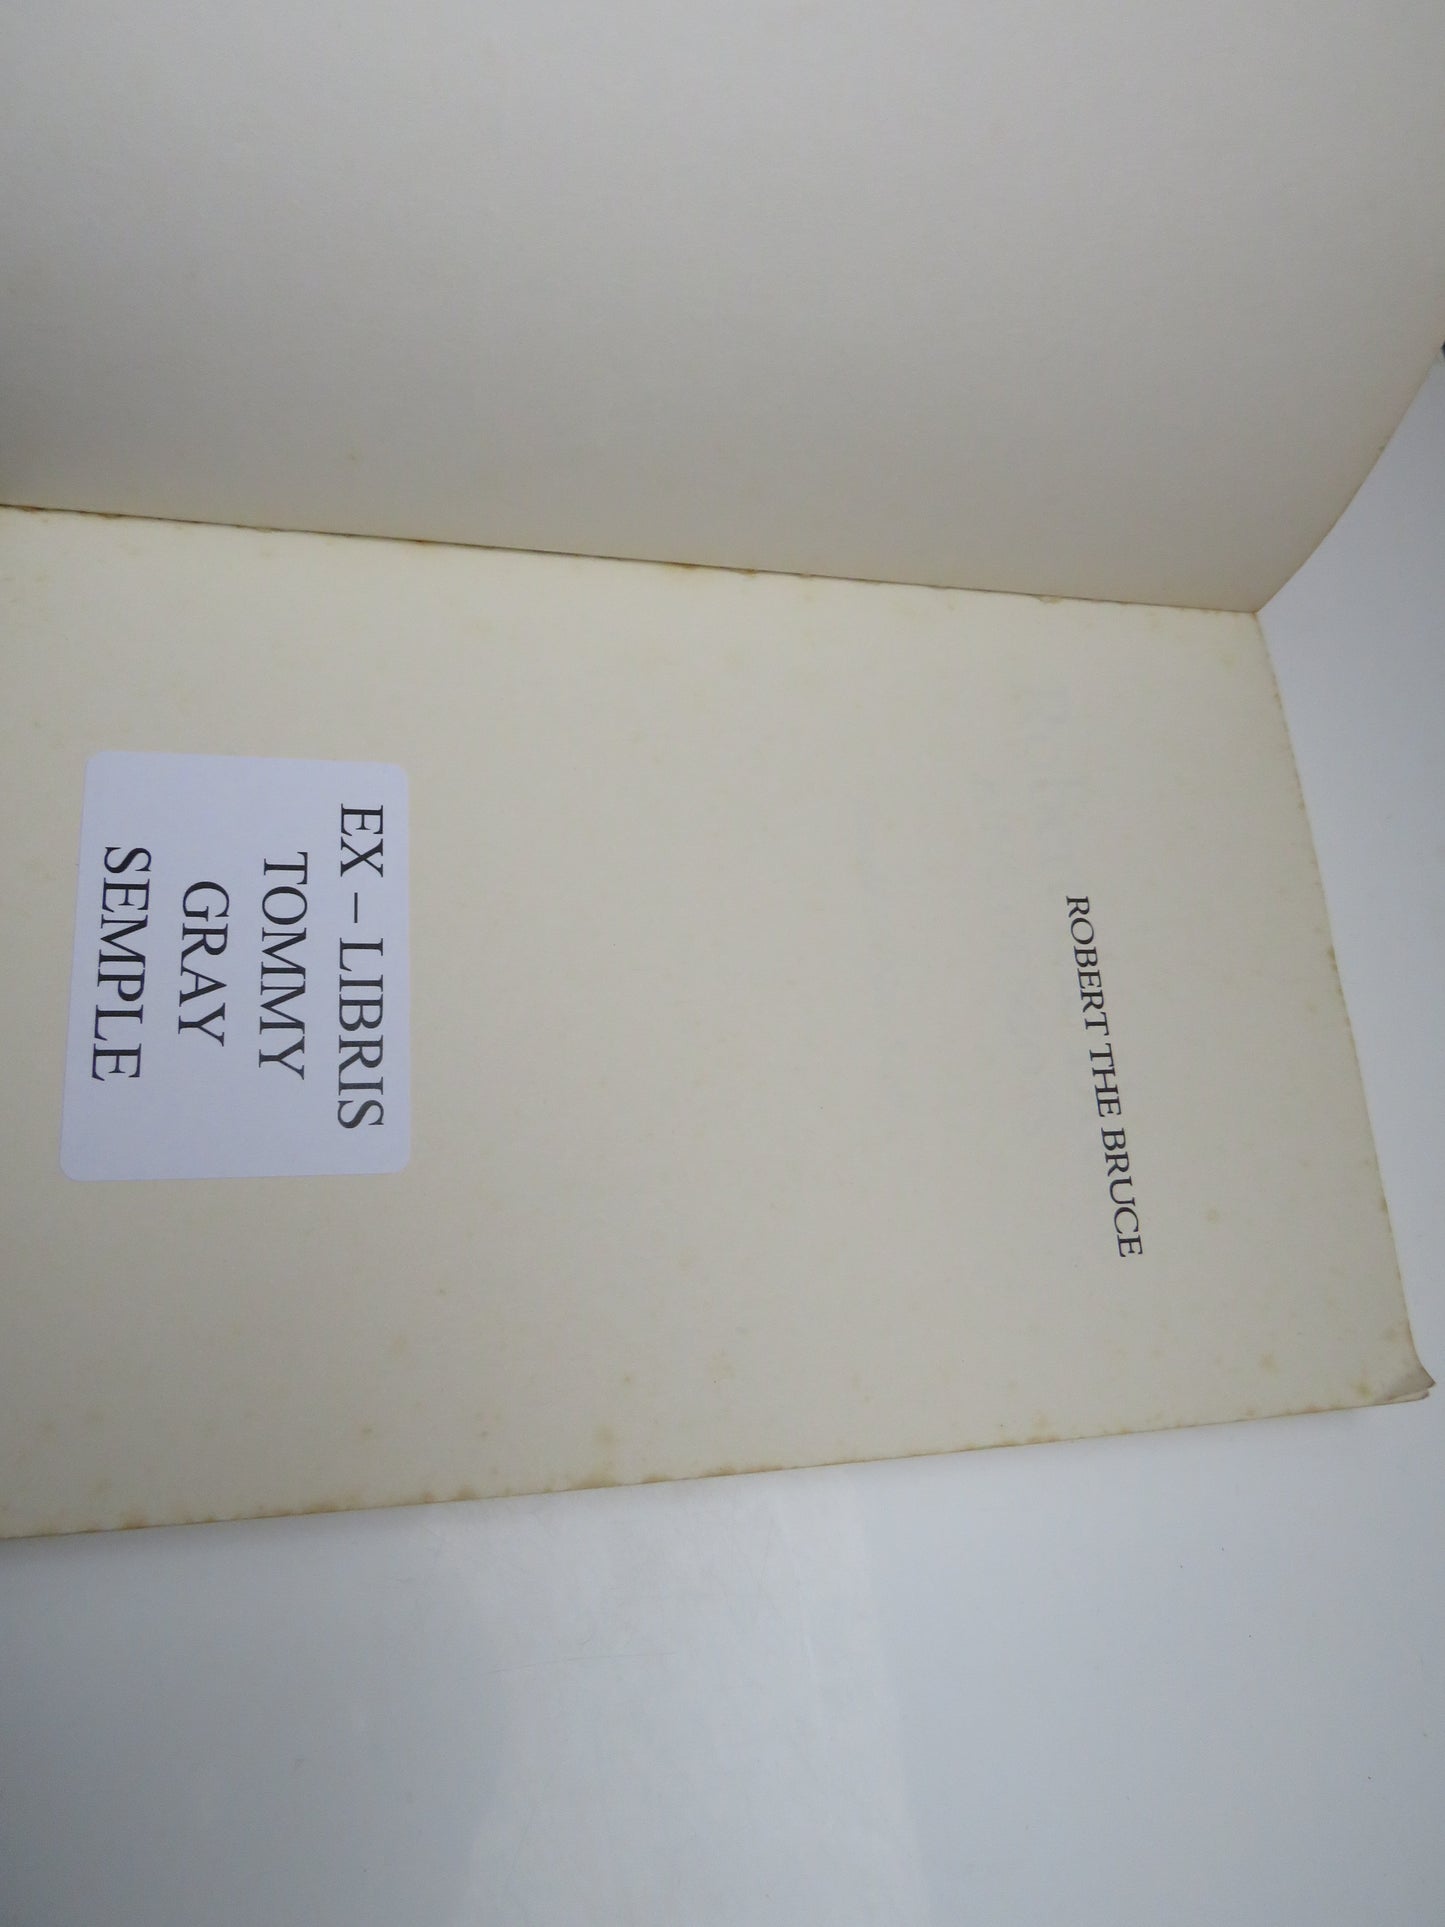 ROBERT THE BRUCE
EX – LIBRIS
TOMMY
GRAY
SEMPLE